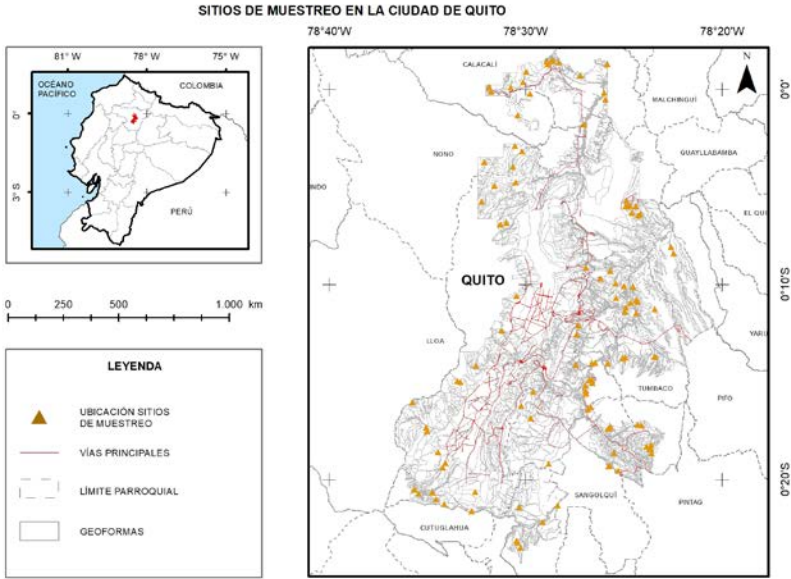 SITIOS DE MUESTREO EN LA CIUDAD DE QUITO
78°40'W 78°30'W 78°20'W
81°W 78°W 75°W
OCÉANO
PACÍFICO
COLOMBIA
0°
3°S
PERÚ
0 250 500 1.000 km
LEYENDA
UBICACIÓN SITIOS
DE MUESTREO
VÍAS PRINCIPALES
LÍMITE PARROQUIAL
GEOFORMAS
N
CALACALÍ
MALCHINGUÍ
0°0'
NONO
GUAYLLABAMBA
NDO
EL QUI
QUITO
0°10'S
LLOA
YARU
TUMBACO
PIFO
0°20'S
SANGOLQUÍ
PINTAG
CUTUGLAHUA